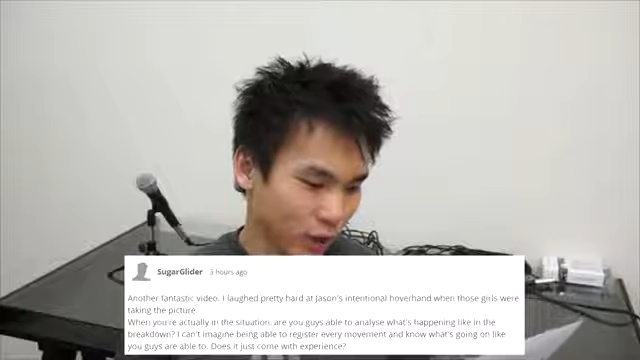 SugarGlider 3 hours ago
Another fantastic video. I laughed pretty hard at Jason's intentional hoverhand when those girls were
taking the picture.
When you're actually in the situation, are you guys able to analyse what's happening like in the
breakdown? I can't imagine being able to register every movement and know what's going on like
you guys are able to. Does it just come with experience?